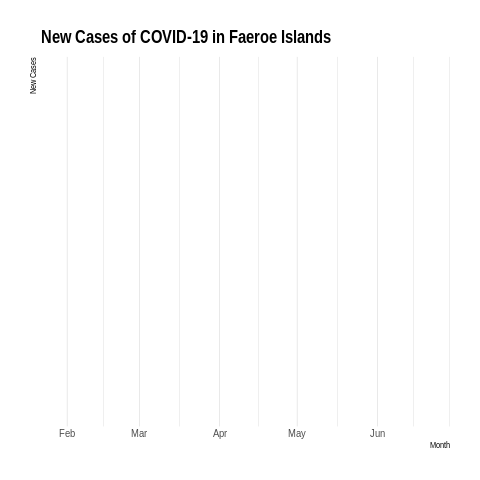 New Cases of COVID-19 in Faeroe Islands
New Cases
Feb Mar Apr May Jun
Month